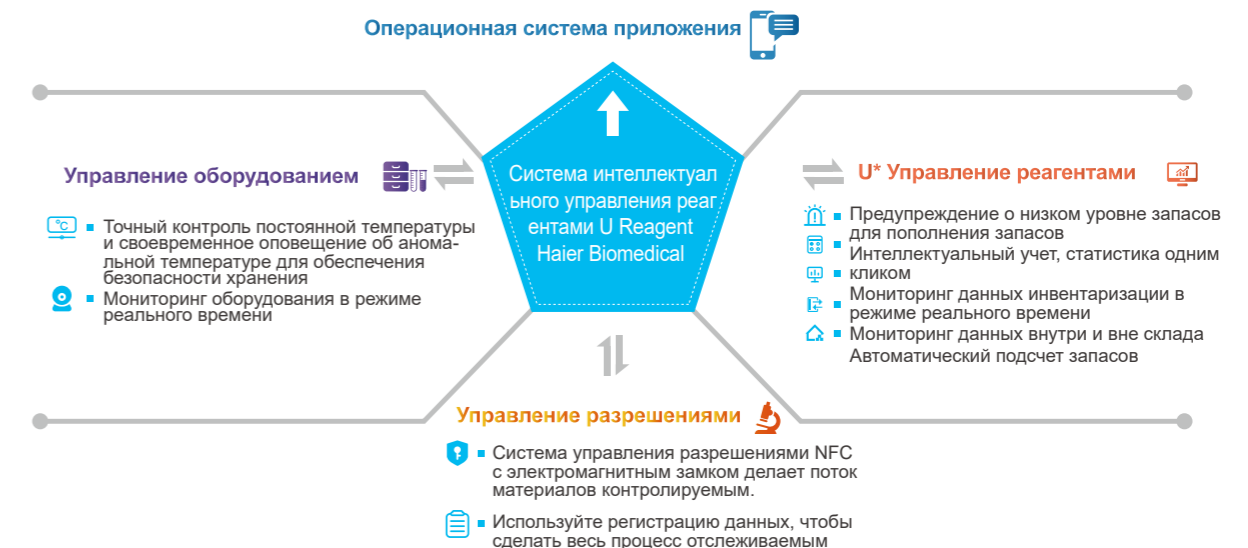 Операционная система приложения
Управление оборудованием
°C
Точный контроль постоянной температуры
и своевременное оповещение об анома-
льной температуре для обеспечения
безопасности хранения
Мониторинг оборудования в режиме
реального времени
Система интеллектуал
ьного управления реаг
ентами U Reagent
Haier Biomedical
U* Управление реагентами
Предупреждение о низком уровне запасов
для пополнения запасов
Интеллектуальный учет, статистика одним
кликом
Мониторинг данных инвентаризации в
режиме реального времени
Мониторинг данных внутри и вне склада
Автоматический подсчет запасов
Управление разрешениями
Система управления разрешениями NFC
с электромагнитным замком делает поток
материалов контролируемым.
Используйте регистрацию данных, чтобы
сделать весь процесс отслеживаемым